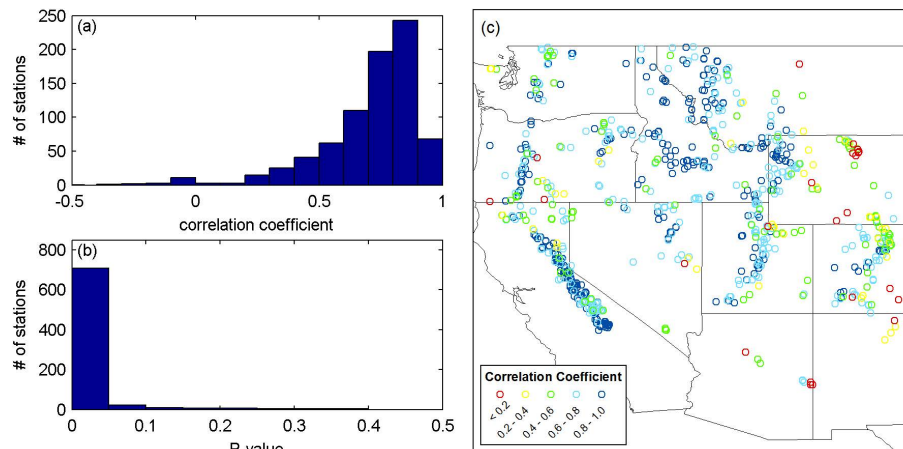 (a)
250
200
150
100
50
0
-0.5
0
0.5
1
# of stations
correlation coefficient
(b)
800
600
400
200
0
0
0.1
0.2
0.3
0.4
0.5
# of stations
P value
(c)
Correlation Coefficient
< 0.2
0.2 - 0.4
0.4 - 0.6
0.6 - 0.8
0.8 - 1.0